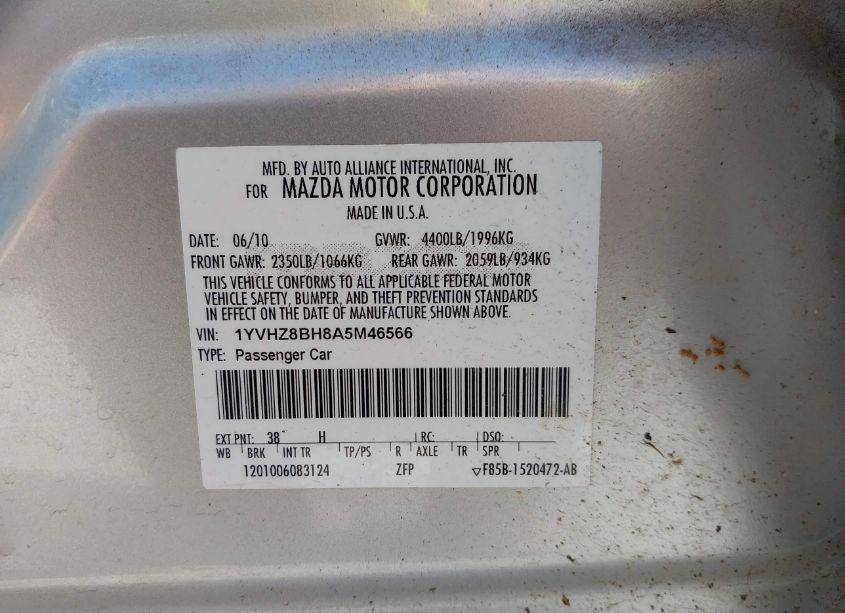 MFD. BY AUTO ALLIANCE INTERNATIONAL, INC.
FOR MAZDA MOTOR CORPORATION
MADE IN U.S.A.
DATE: 06/10 GVWR: 4400LB/1996KG
FRONT GAWR: 2350LB/1066KG REAR GAWR: 2059LB/934KG
THIS VEHICLE CONFORMS TO ALL APPLICABLE FEDERAL MOTOR
VEHICLE SAFETY, BUMPER, AND THEFT PREVENTION STANDARDS
IN EFFECT ON THE DATE OF MANUFACTURE SHOWN ABOVE.
VIN: 1YVHZ8BH8A5M46566
TYPE: Passenger Car
EXT PNT: 38 H RC: DSO:
WB BRK INT TR TP/PS R AXLE TR SPR
1201006083124 ZFP ▽F85B-1520472-AB